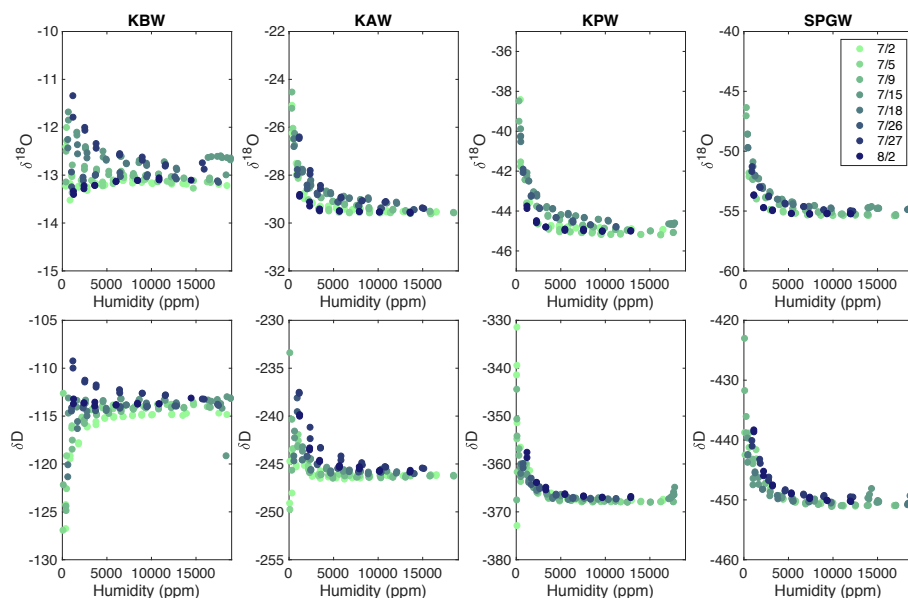 KBW KAW KPW SPGW
-10 -22 -35 -40
-11 -24 -45
-12 -26 -40 -50
-13 -28 -55
-14 -30 -45 -60
-15 -32
δ¹⁸O δ¹⁸O δ¹⁸O δ¹⁸O
7/2
7/5
7/9
7/15
7/18
7/26
7/27
8/2
0 5000 10000 15000 0 5000 10000 15000 0 5000 10000 15000 0 5000 10000 15000
Humidity (ppm) Humidity (ppm) Humidity (ppm) Humidity (ppm)
-105 -230 -330 -420
-110 -235 -340 -430
-115 -240 -350 -440
-120 -245 -360 -450
-125 -250 -370 -460
-130 -255 -380
δD δD δD δD
0 5000 10000 15000 0 5000 10000 15000 0 5000 10000 15000 0 5000 10000 15000
Humidity (ppm) Humidity (ppm) Humidity (ppm) Humidity (ppm)